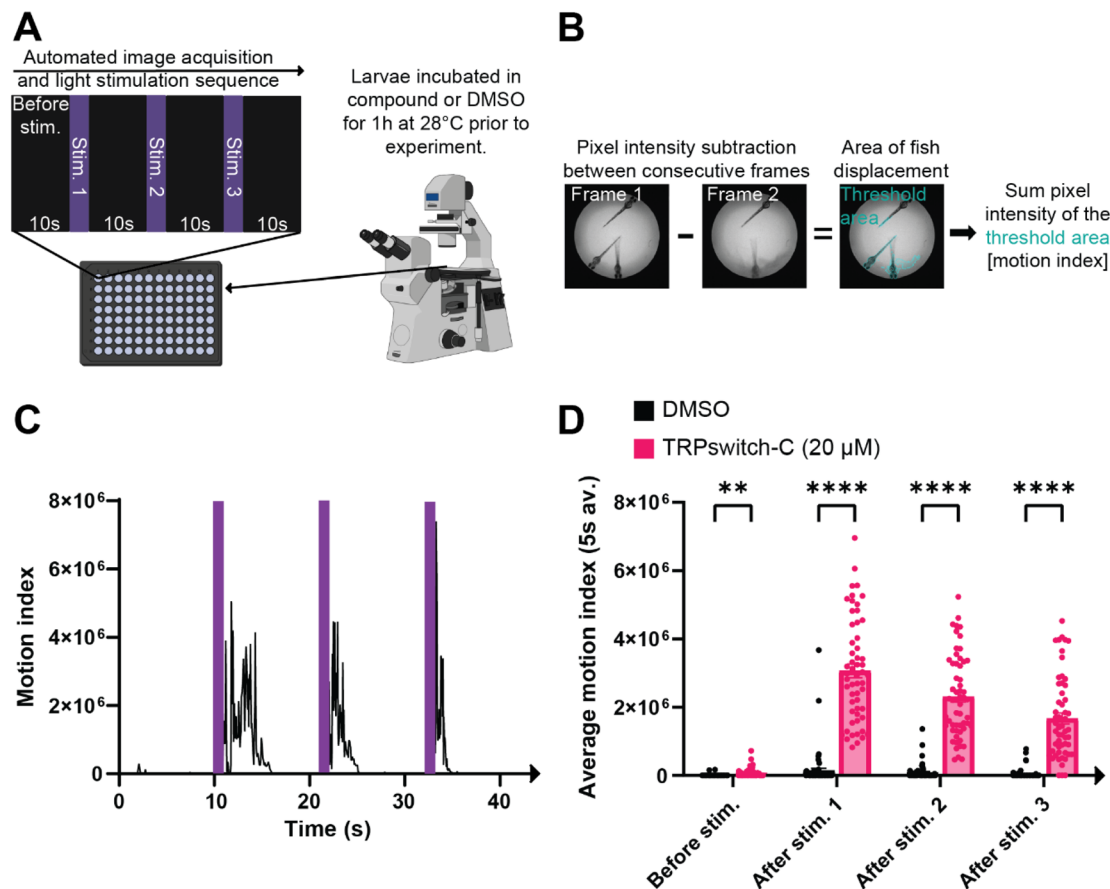 A
Automated image acquisition
and light stimulation sequence
Before
stim.
Stim. 1
Stim. 2
Stim. 3
10s
10s
10s
10s
Larvae incubated in
compound or DMSO
for 1h at 28°C prior to
experiment.
B
Pixel intensity subtraction
between consecutive frames
Frame 1
Frame 2
Area of fish
displacement
Threshold
area
Sum pixel
intensity of the
threshold area
[motion index]
C
Motion index
8×10⁶
6×10⁶
4×10⁶
2×10⁶
0
0
10
20
30
40
Time (s)
D
DMSO
TRPswitch-C (20 μM)
Average motion index (5s av.)
8×10⁶
6×10⁶
4×10⁶
2×10⁶
0
**
****
****
****
Before stim.
After stim. 1
After stim. 2
After stim. 3